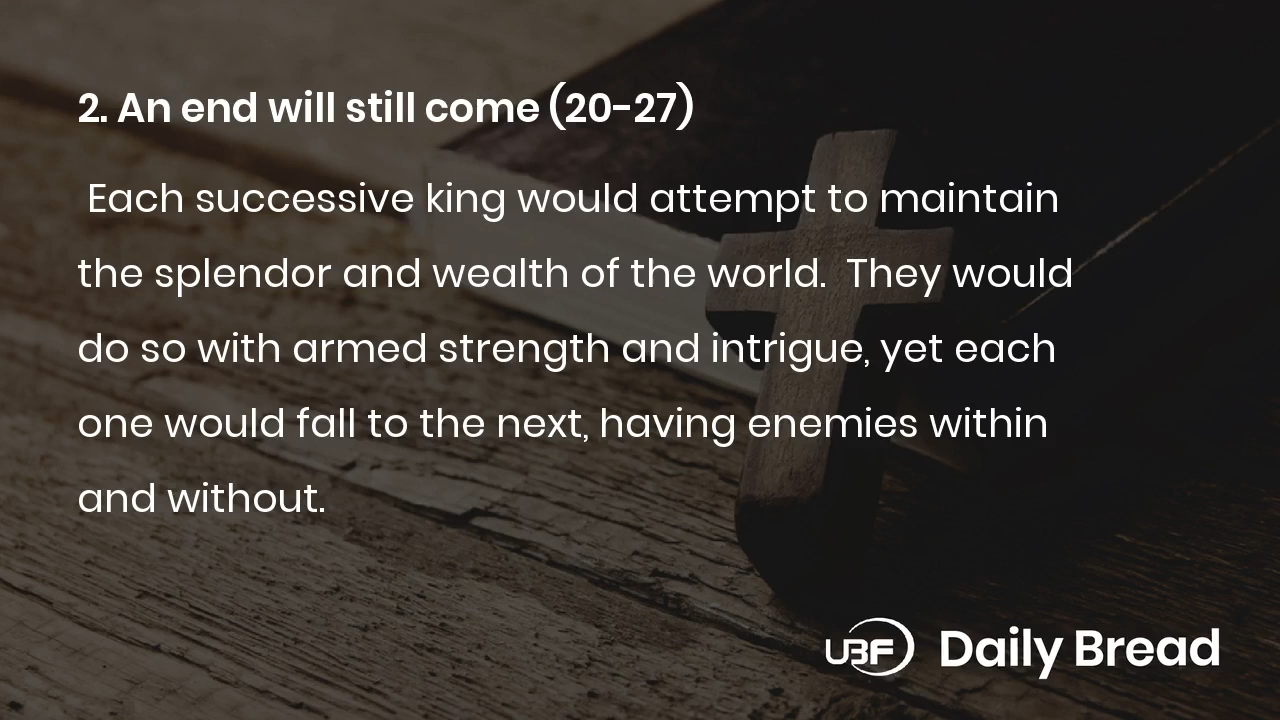 2. An end will still come (20-27)
Each successive king would attempt to maintain
the splendor and wealth of the world.  They would
do so with armed strength and intrigue, yet each
one would fall to the next, having enemies within
and without.
UBF Daily Bread